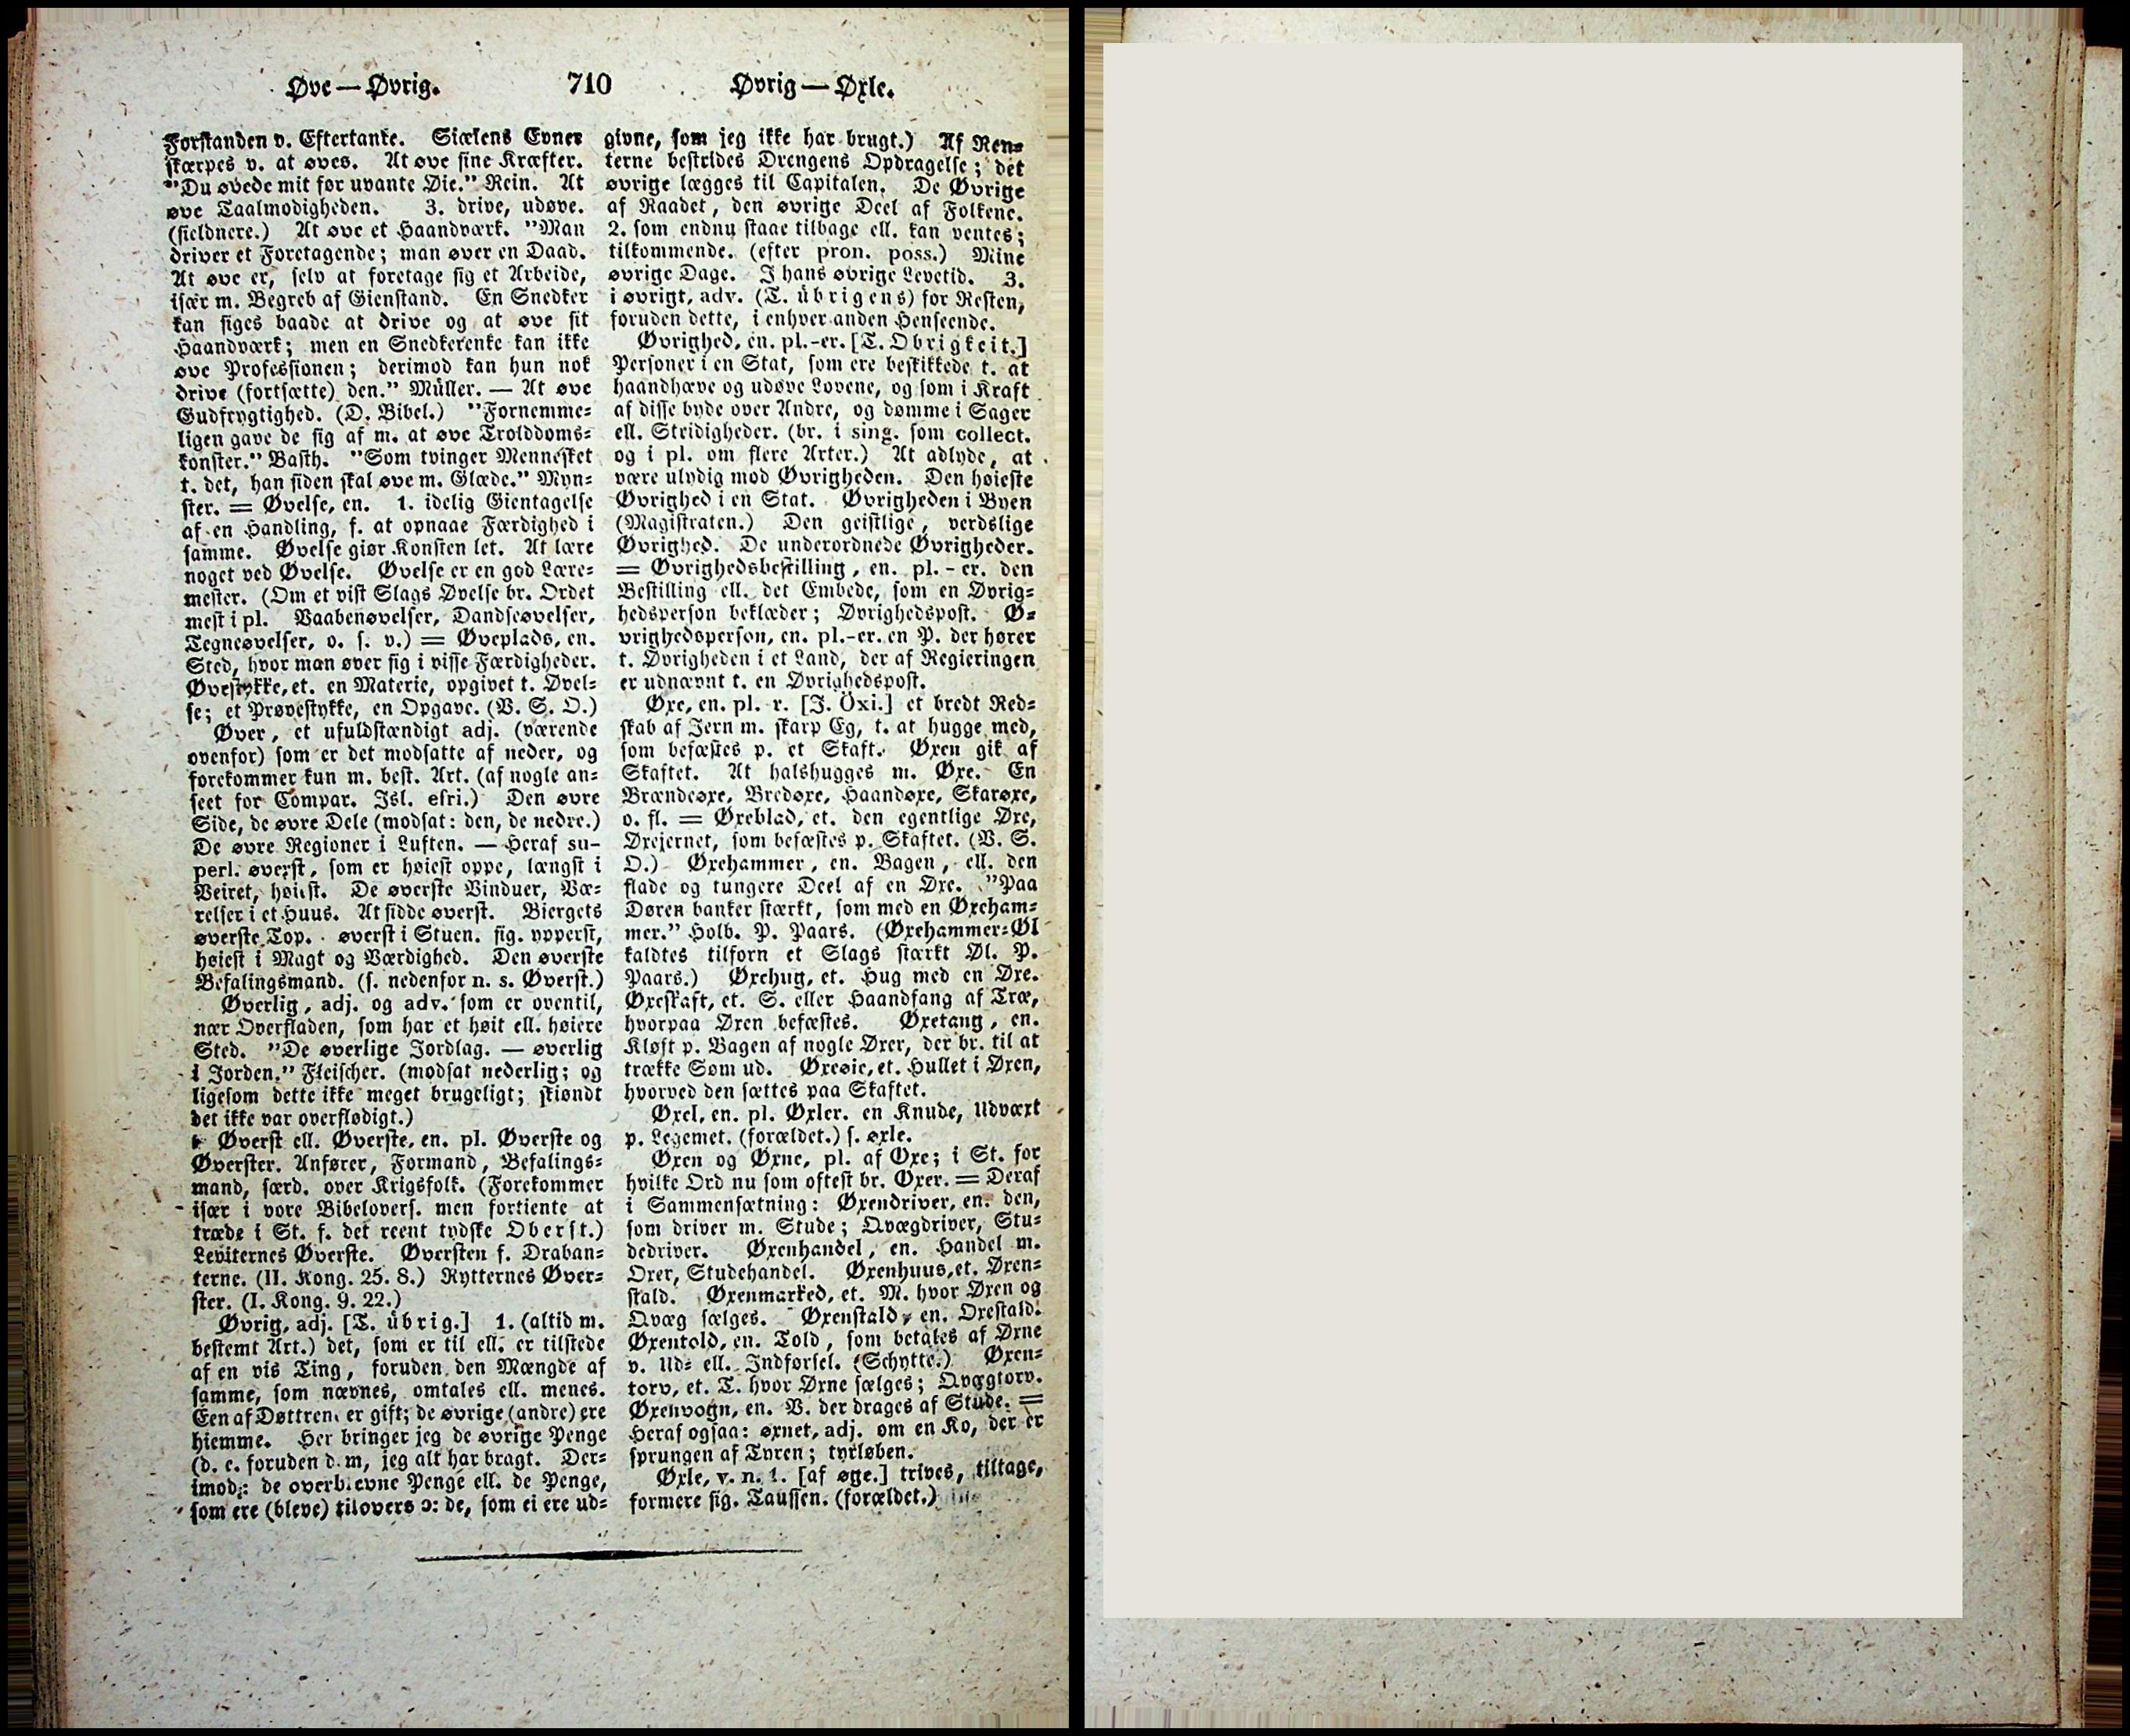 Øve — Øvrig.
710
Øvrig — Øxle.
Forstanden v. Eftertanke. Siælens Evner
skærpes v. at øves. At øve sine Kræfter.
"Du øvede mit før uvante Øie." Rein. At
øve Taalmodigheden. 3. drive, udøve.
(sieldnere.) At øve et Haandværk. "Man
driver et Foretagende; man øver en Daad.
At øve er, selv at foretage sig et Arbeide,
især m. Begreb af Gienstand. En Snedker
kan siges baade at drive og at øve sit
Haandværk; men en Snedkerenke kan ikke
øve Professionen; derimod kan hun nok
drive (fortsætte) den." Müller. — At øve
Gudfrygtighed. (D. Bibel.) "Fornemme-
ligen gave de sig af m. at øve Trolddoms-
konster." Basth. "Som tvinger Mennesket
t. det, han siden skal øve m. Glæde." Myn-
ster. = Øvelse, en. 1. idelig Gientagelse
af en Handling, f. at opnaae Færdighed i
samme. Øvelse giør Konsten let. At lære
noget ved Øvelse. Øvelse er en god Lære-
mester. (Om et vist Slags Øvelse br. Ordet
mest i pl. Vaabenøvelser, Dandseøvelser,
Tegneøvelser, o. s. v.) = Øveplads, en.
Sted, hvor man øver sig i visse Færdigheder.
Øvestykke, et. en Materie, opgivet t. Øvel-
se; et Prøvestykke, en Opgave. (V. S. O.)
Øver, et ufuldstændigt adj. (værende
ovenfor) som er det modsatte af neder, og
forekommer kun m. best. Art. (af nogle an-
seet for Compar. Isl. efri.) Den øvre
Side, de øvre Dele (modsat: den, de nedre.)
De øvre Regioner i Luften. — Heraf su-
perl. øverst, som er høiest oppe, længst i
Veiret, høiest. De øverste Vinduer, Væ-
relser i et Huus. At sidde øverst. Biergets
øverste Top. øverst i Stuen. fig. ypperst,
høiest i Magt og Værdighed. Den øverste
Befalingsmand. (s. nedenfor n. s. Øverst.)
Øverlig, adj. og adv. som er oventil,
nær Overfladen, som har et høit ell. høiere
Sted. "De øverlige Jordlag. — øverlig
i Jorden." Fleischer. (modsat nederlig; og
ligesom dette ikke meget brugeligt; skiøndt
det ikke var overflødigt.)
Øverst ell. Øverste, en. pl. Øverste og
Øverster. Anfører, Formand, Befalings-
mand, særd. over Krigsfolk. (Forekommer
især i vore Bibelovers. men fortiente at
træde i St. f. det reent tydske Oberst.)
Leviternes Øverste. Øversten f. Draban-
terne. (II. Kong. 25. 8.) Rytternes Øver-
ster. (I. Kong. 9. 22.)
Øvrig, adj. [T. übrig.] 1. (altid m.
bestemt Art.) det, som er til ell. er tilstede
af en vis Ting, foruden den Mængde af
samme, som nævnes, omtales ell. menes.
Een af Døttrene er gift; de øvrige (andre) ere
hiemme. Her bringer jeg de øvrige Penge
(d. e. foruden dem, jeg alt har bragt. Der-
imod: de overblevne Penge ell. de Penge,
som ere (bleve) tilovers ɔ: de, som ei ere ud-
givne, som jeg ikke har brugt.) Af Ren-
terne bestrides Drengens Opdragelse; det
øvrige lægges til Capitalen. De Øvrige
af Raadet, den øvrige Deel af Folkene.
2. som endnu staae tilbage ell. kan ventes;
tilkommende. (efter pron. poss.) Mine
øvrige Dage. I hans øvrige Levetid. 3.
i øvrigt, adv. (T. übrigens) for Resten,
foruden dette, i enhver anden Henseende.
Øvrighed, en. pl.-er. [T. Obrigkeit.]
Personer i en Stat, som ere beskikkede t. at
haandhæve og udøve Lovene, og som i Kraft
af disse byde over Andre, og dømme i Sager
ell. Stridigheder. (br. i sing. som collect.
og i pl. om flere Arter.) At adlyde, at
være ulydig mod Øvrigheden. Den høieste
Øvrighed i en Stat. Øvrigheden i Byen
(Magistraten.) Den geistlige, verdslige
Øvrighed. De underordnede Øvrigheder.
= Øvrighedsbestilling, en. pl. - er. den
Bestilling ell. det Embede, som en Øvrig-
hedsperson beklæder; Øvrighedspost. Ø-
vrighedsperson, en. pl.-er. en P. der hører
t. Øvrigheden i et Land, der af Regieringen
er udnævnt t. en Øvrighedspost.
Øxe, en. pl. r. [I. Öxi.] et bredt Red-
skab af Jern m. skarp Eg, t. at hugge med,
som befæstes p. et Skaft. Øxen gik af
Skaftet. At halshugges m. Øxe. En
Brændeøxe, Bredøxe, Haandøxe, Skarøxe,
o. fl. = Øxeblad, et. den egentlige Øxe,
Øxejernet, som befæstes p. Skaftet. (V. S.
O.) Øxehammer, en. Bagen, ell. den
flade og tungere Deel af en Øxe. "Paa
Døren banker stærkt, som med en Øxeham-
mer." Holb. P. Paars. (Øxehammer-Øl
kaldtes tilforn et Slags stærkt Øl. P.
Paars.) Øxehug, et. Hug med en Øxe.
Øxeskaft, et. S. eller Haandfang af Træ,
hvorpaa Øxen befæstes. Øxetang, en.
Kløft p. Bagen af nogle Øxer, der br. til at
trække Søm ud. Øxeøie, et. Hullet i Øxen,
hvorved den sættes paa Skaftet.
Øxel, en. pl. Øxler. en Knude, Udvæxt
p. Legemet. (forældet.) s. øxle.
Øxen og Øxne, pl. af Oxe; i St. for
hvilke Ord nu som oftest br. Oxer. = Deraf
i Sammensætning: Øxendriver, en. den,
som driver m. Stude; Qvægdriver, Stu-
dedriver. Øxenhandel, en. Handel m.
Oxer, Studehandel. Øxenhuus, et. Øxen-
stald. Øxenmarked, et. M. hvor Øxen og
Qvæg sælges. Øxenstald, en. Oxestald.
Øxentold, en. Told, som betales af Øxne
v. Ud- ell. Indførsel. (Schytte.) Øxen-
torv, et. T. hvor Øxne sælges; Qvægtorv.
Øxenvogn, en. V. der drages af Stude. =
Heraf ogsaa: øxnet, adj. om en Ko, der er
sprungen af Tyren; tyrløben.
Øxle, v. n. 1. [af øge.] trives, tiltage,
formere sig. Taussen. (forældet.)